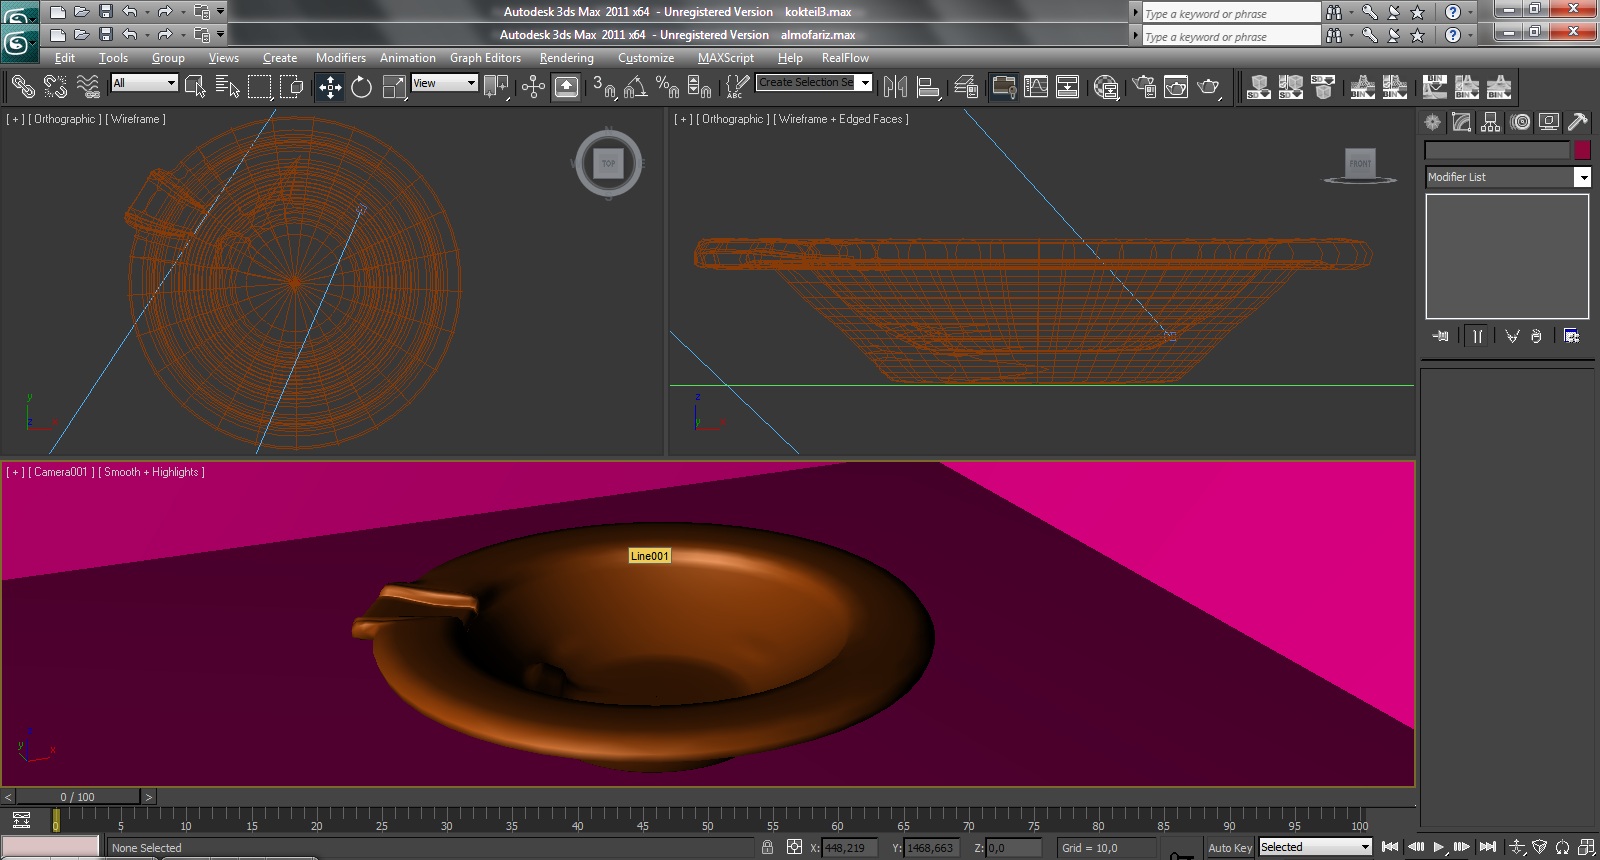 Autodesk 3ds Max 2011 x64 - Unregistered Version kokteil3.max
Type a keyword or phrase
Autodesk 3ds Max 2011 x64 - Unregistered Version almofariz.max
Type a keyword or phrase
Edit Tools Group Views Create Modifiers Animation Graph Editors Rendering Customize MAXScript Help RealFlow
All View 3 ABC Create Selection Se
[ + ] [ Orthographic ] [ Wireframe ]
[ + ] [ Orthographic ] [ Wireframe + Edged Faces ]
TOP
FRONT
Modifier List
y
z
z
y
[ + ] [ Camera001 ] [ Smooth + Highlights ]
Line001
y
x
< 0 / 100 >
0 5 10 15 20 25 30 35 40 45 50 55 60 65 70 75 80 85 90 95 100
None Selected X: 448,219 Y: 1468,663 Z: 0,0 Grid = 10,0 Auto Key Selected